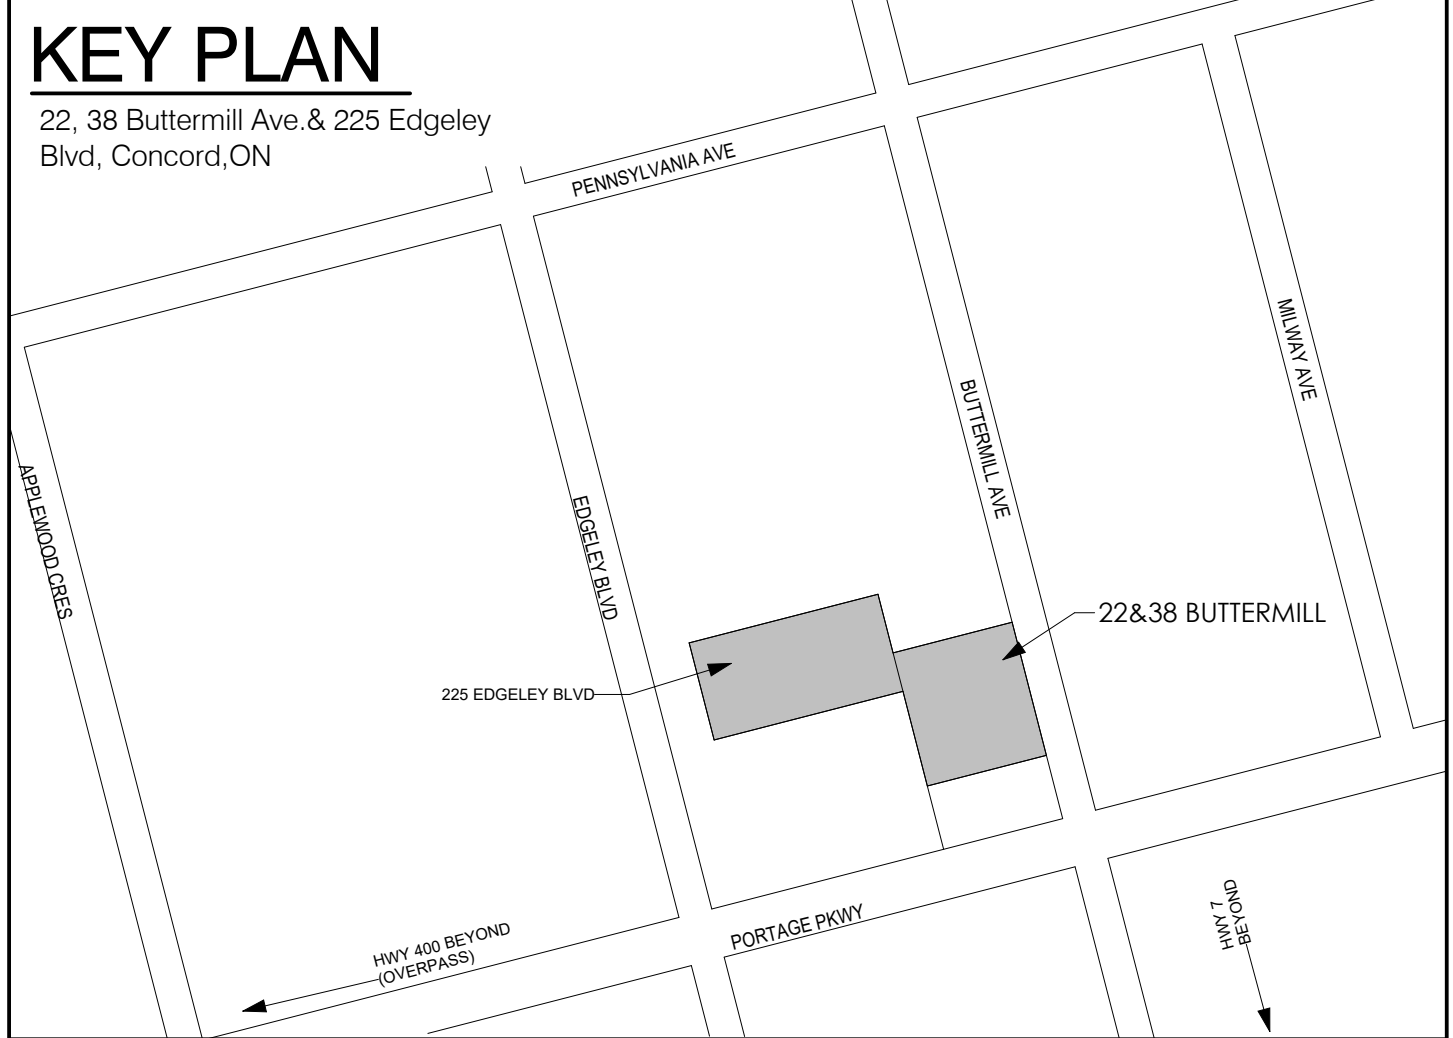 KEY PLAN
22, 38 Buttermill Ave.& 225 Edgeley
Blvd, Concord,ON
PENNSYLVANIA AVE
MILWAY AVE
BUTTERMILL AVE
APPLEWOOD CRES
EDGELEY BLVD
22&38 BUTTERMILL
225 EDGELEY BLVD
PORTAGE PKWY
HWY 400 BEYOND
(OVERPASS)
HWY 7
BEYOND